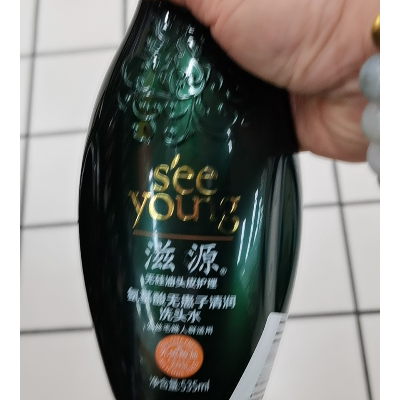 see
young
滋源®
无硅油头皮护理
氨基酸无患子清润
洗头水
净含量:535ml